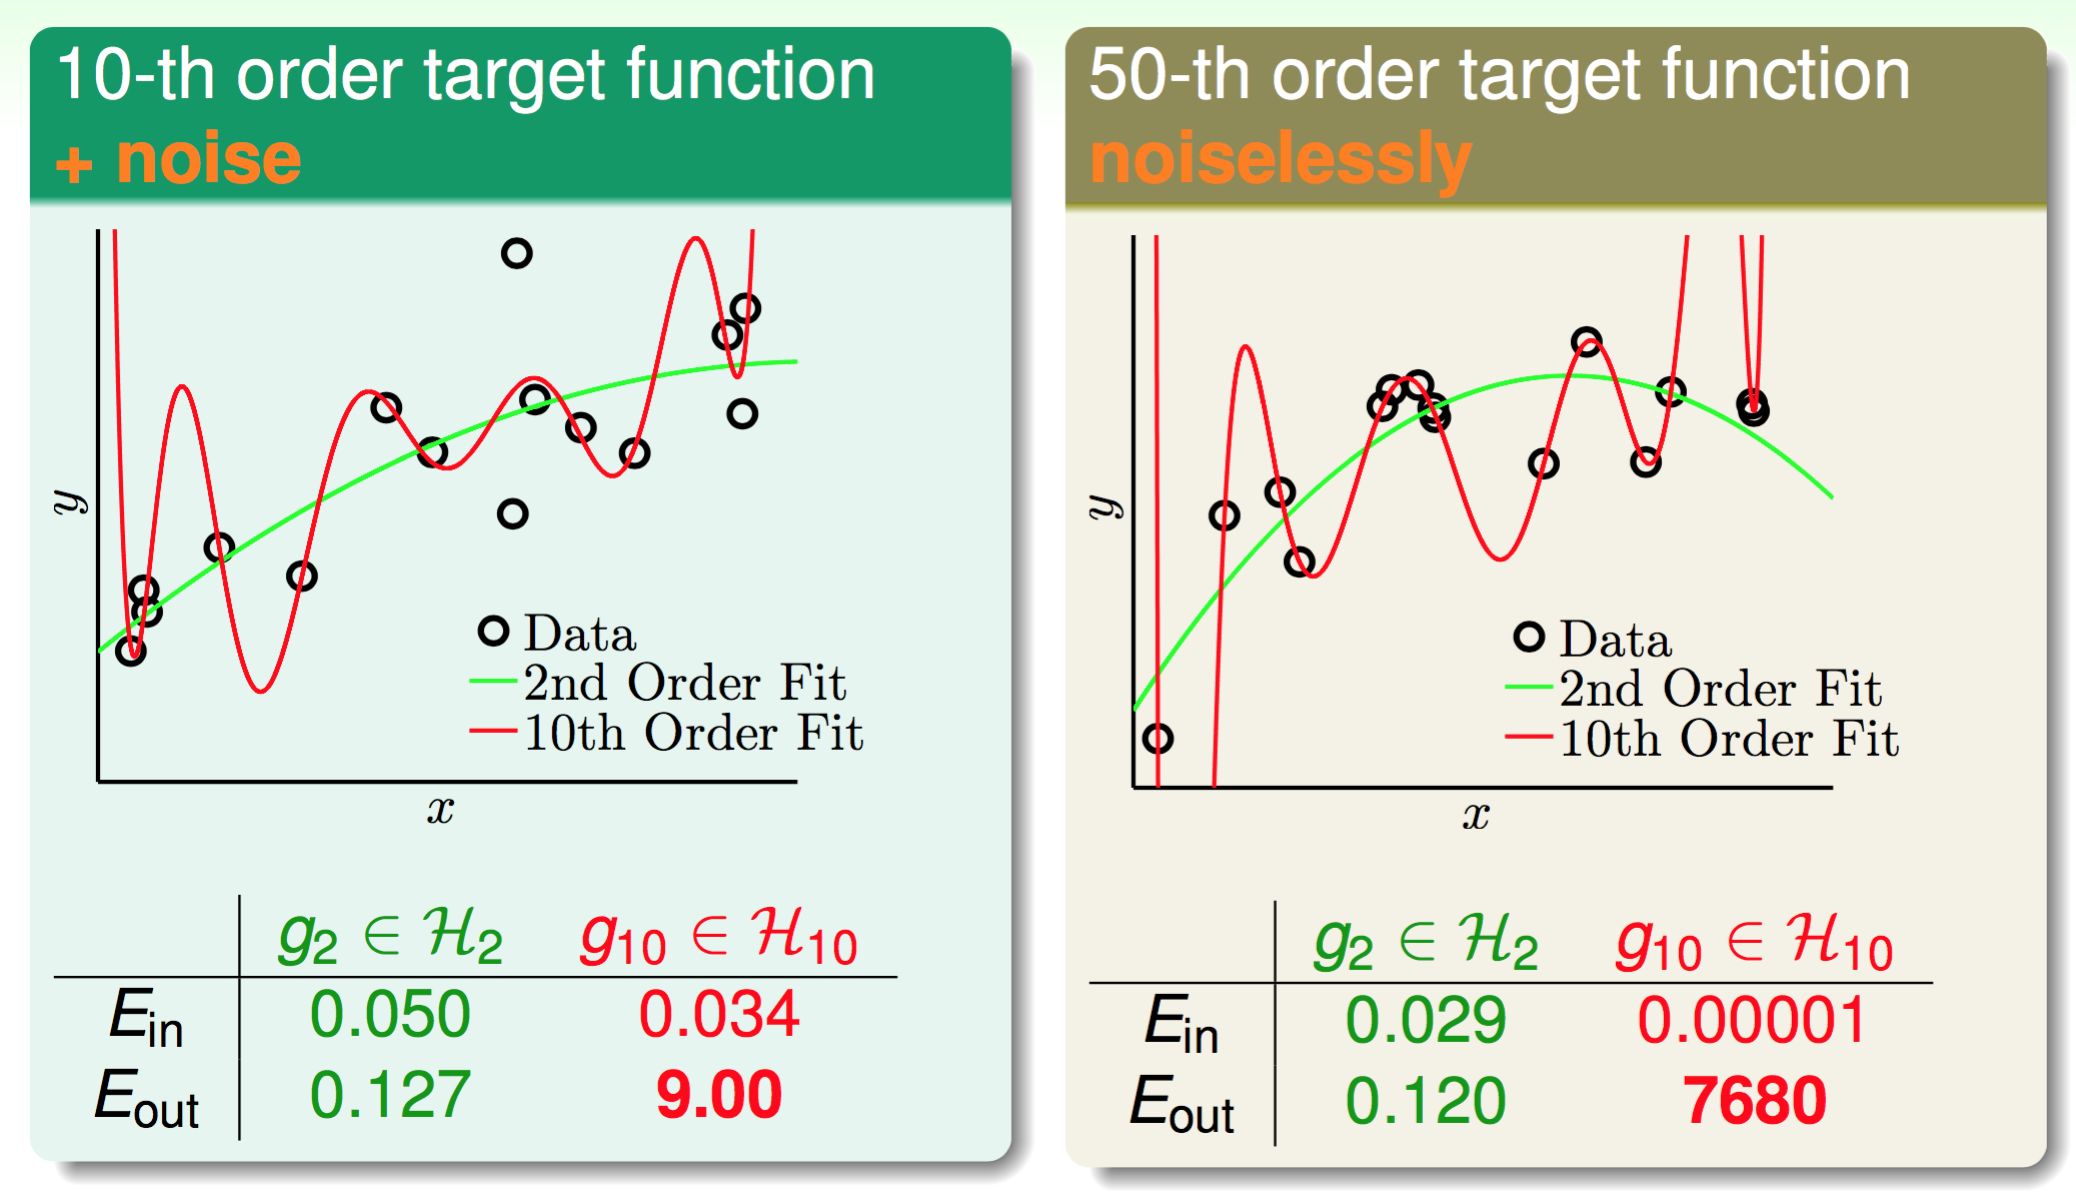 10-th order target function
+ noise
y
Data
2nd Order Fit
10th Order Fit
x
g2 ∈ H2 g10 ∈ H10
Ein 0.050 0.034
Eout 0.127 9.00
50-th order target function
noiselessly
y
Data
2nd Order Fit
10th Order Fit
x
g2 ∈ H2 g10 ∈ H10
Ein 0.029 0.00001
Eout 0.120 7680